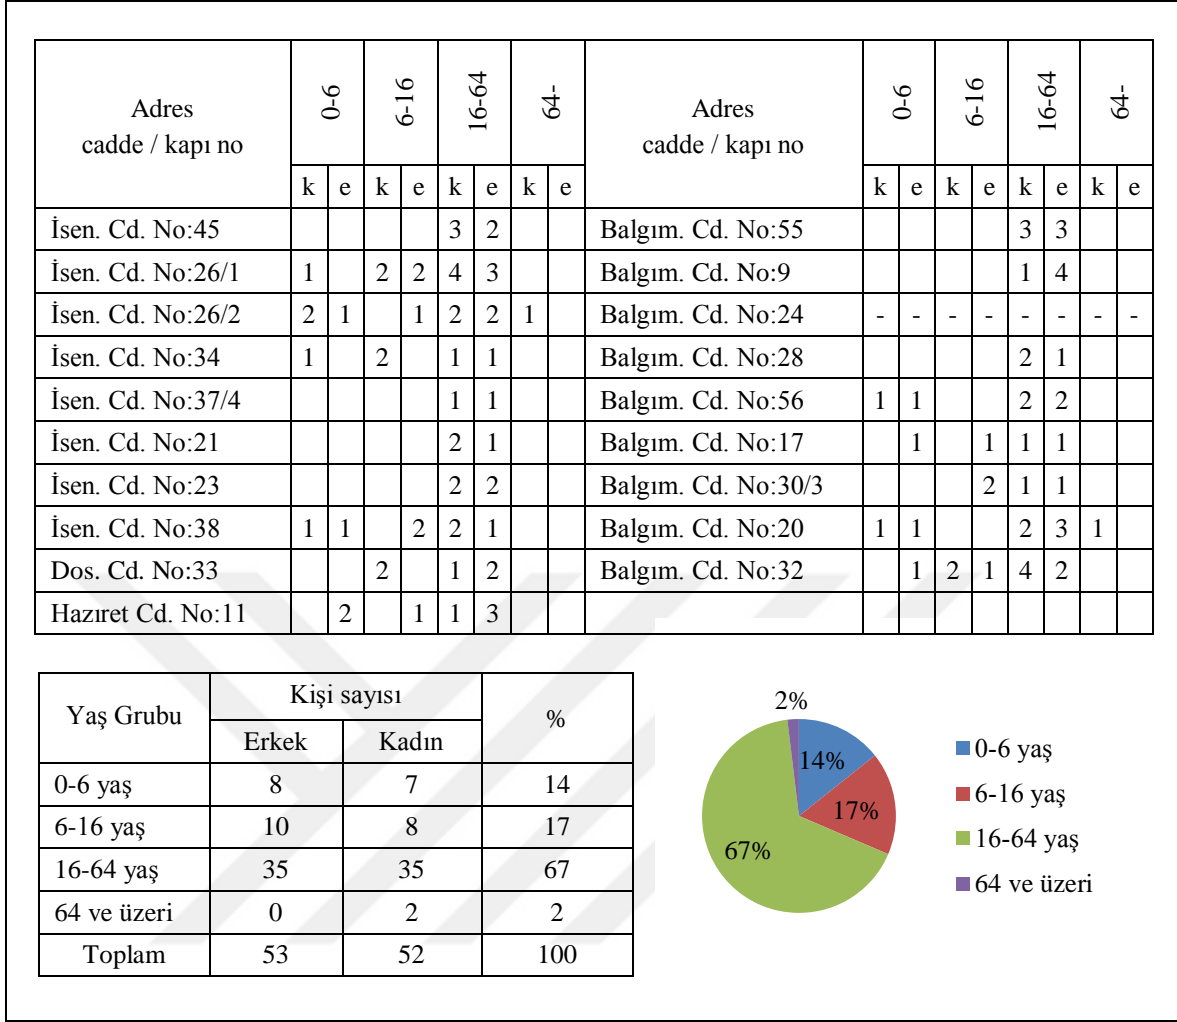 Adres cadde / kapı no 0-6 6-16 16-64 64- Adres cadde / kapı no 0-6 6-16 16-64 64-
k e k e k e k e k e k e k e k e
İsen. Cd. No:45 3 2 Balgım. Cd. No:55 3 3
İsen. Cd. No:26/1 1 2 2 4 3 Balgım. Cd. No:9 1 4
İsen. Cd. No:26/2 2 1 1 2 2 1 Balgım. Cd. No:24 - - - - - - - -
İsen. Cd. No:34 1 2 1 1 Balgım. Cd. No:28 2 1
İsen. Cd. No:37/4 1 1 Balgım. Cd. No:56 1 1 2 2
İsen. Cd. No:21 2 1 Balgım. Cd. No:17 1 1 1 1
İsen. Cd. No:23 2 2 Balgım. Cd. No:30/3 2 1 1
İsen. Cd. No:38 1 1 2 2 1 Balgım. Cd. No:20 1 1 2 3 1
Dos. Cd. No:33 2 1 2 Balgım. Cd. No:32 1 2 1 4 2
Hazıret Cd. No:11 2 1 1 3
Yaş Grubu Kişi sayısı %
Erkek Kadın
0-6 yaş 8 7 14
6-16 yaş 10 8 17
16-64 yaş 35 35 67
64 ve üzeri 0 2 2
Toplam 53 52 100
2%
14%
17%
67%
0-6 yaş
6-16 yaş
16-64 yaş
64 ve üzeri